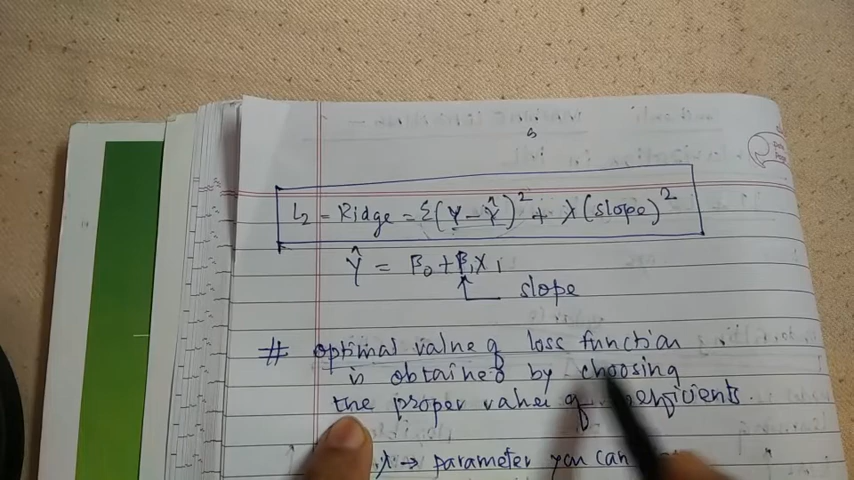 L2 = Ridge = Σ(Y - Ŷ)² + λ(slope)²
Ŷ = β0 + β1X1
slope
# optimal value of loss function
is obtained by choosing
the proper value of coefficients.
λ → parameter you can